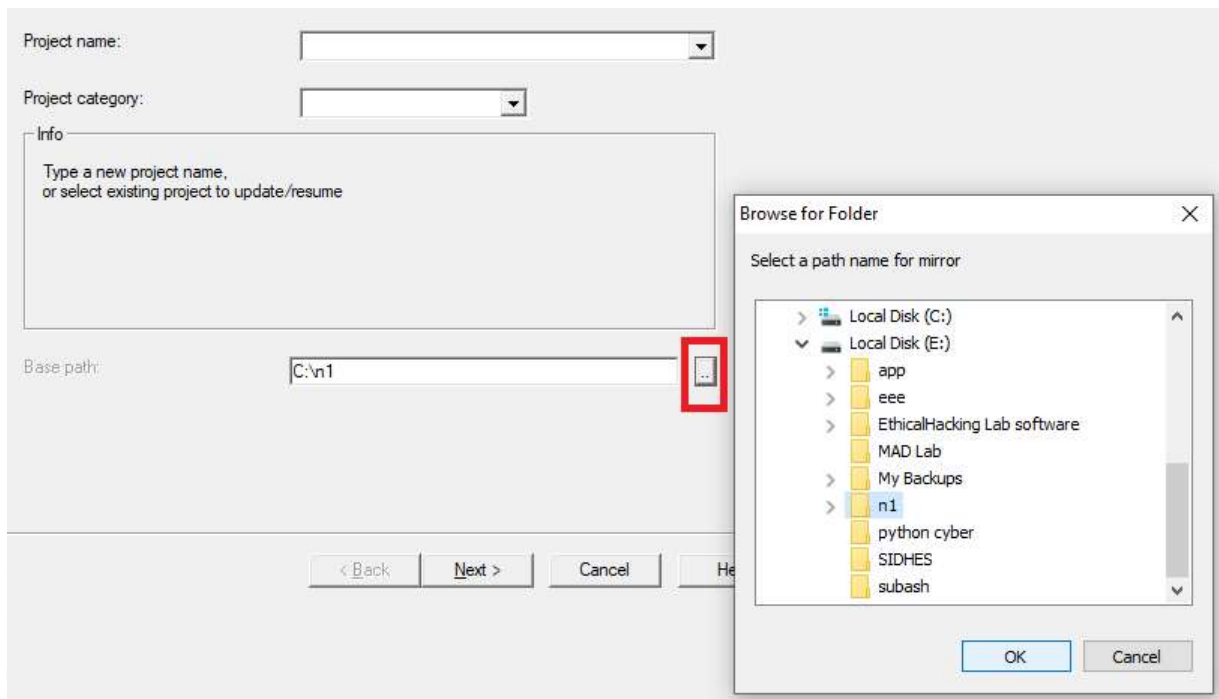 Project name:
Project category:
Info
Type a new project name,
or select existing project to update/resume
Base path:
C:\n1
..
< Back
Next >
Cancel
He
Browse for Folder
Select a path name for mirror
Local Disk (C:)
Local Disk (E:)
app
eee
EthicalHacking Lab software
MAD Lab
My Backups
n1
python cyber
SIDHES
subash
OK
Cancel